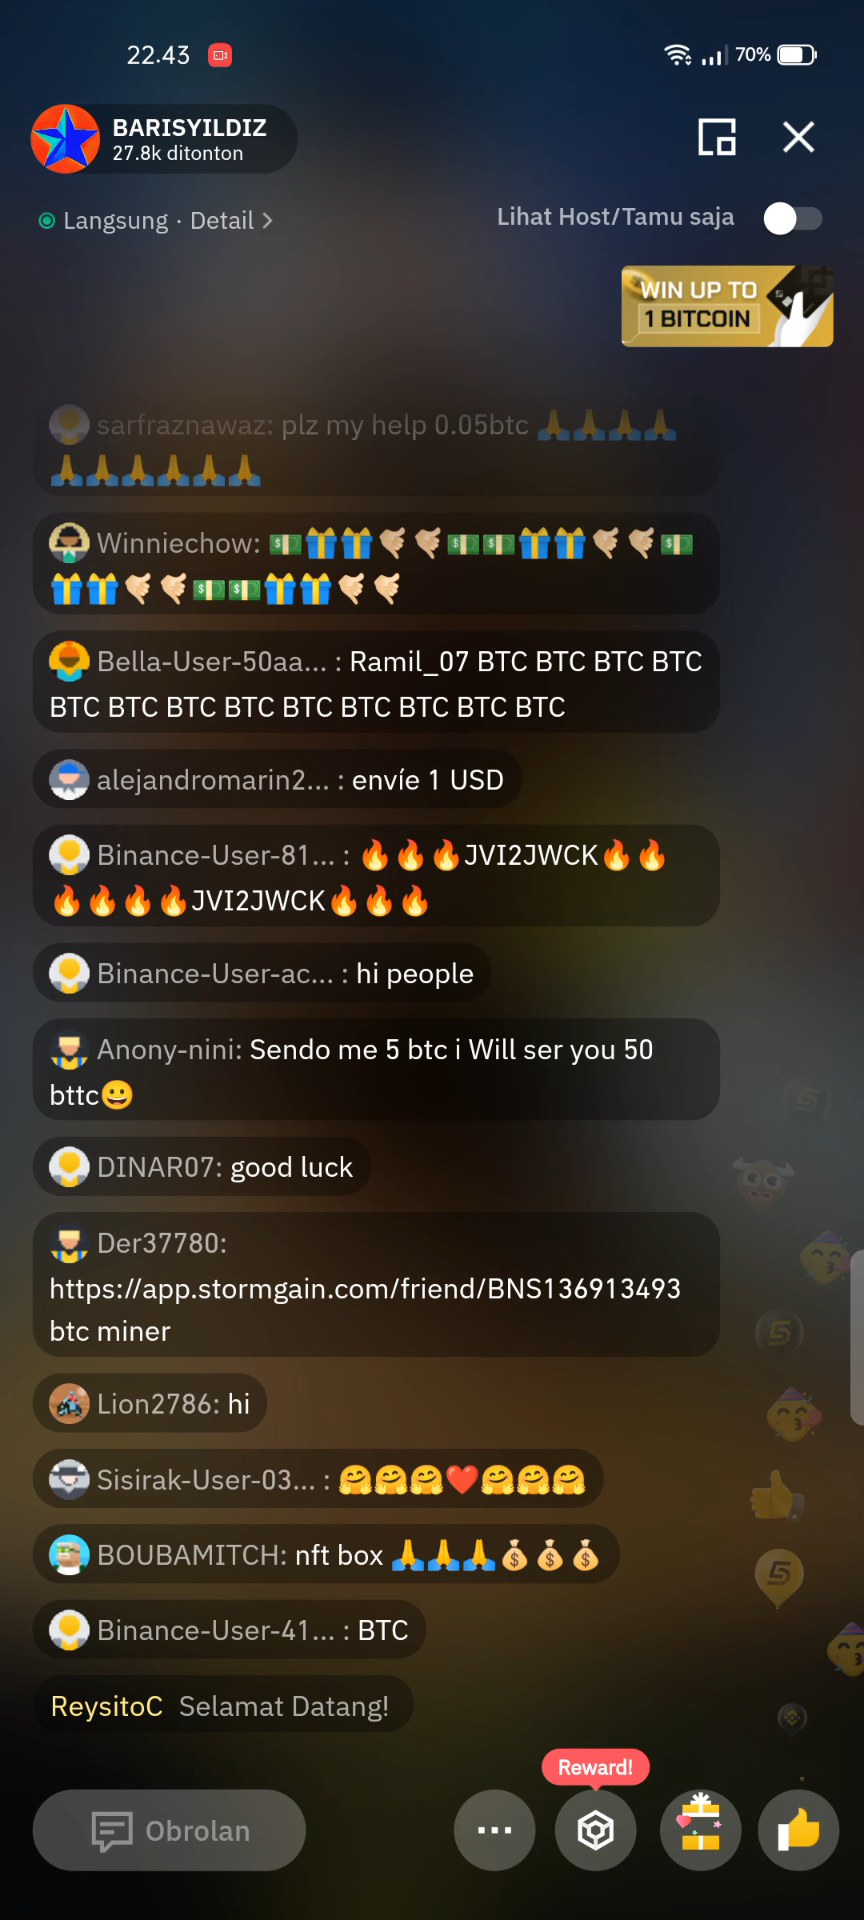 22.43
70%
BARISYILDIZ
27.8k ditonton
Langsung · Detail >
Lihat Host/Tamu saja
WIN UP TO
1 BITCOIN
sarfraznawaz: plz my help 0.05btc 🙏🙏🙏🙏
🙏🙏🙏🙏🙏🙏
Winniechow: 💵🎁🎁🤏🏻🤏🏻💵💵🎁🎁🤏🏻🤏🏻💵
🎁🎁🤏🏻🤏🏻💵💵🎁🎁🤏🏻🤏🏻
Bella-User-50aa... : Ramil_07 BTC BTC BTC BTC
BTC BTC BTC BTC BTC BTC BTC BTC BTC
alejandromarin2... : envíe 1 USD
Binance-User-81... : 🔥🔥🔥JVI2JWCK🔥🔥
🔥🔥🔥🔥JVI2JWCK🔥🔥🔥
Binance-User-ac... : hi people
Anony-nini: Sendo me 5 btc i Will ser you 50
bttc😀
DINAR07: good luck
Der37780:
https://app.stormgain.com/friend/BNS136913493
btc miner
Lion2786: hi
Sisirak-User-03... : 🤗🤗🤗❤️🤗🤗🤗
BOUBAMITCH: nft box 🙏🙏🙏💰💰💰
Binance-User-41... : BTC
ReysitoC Selamat Datang!
Reward!
Obrolan